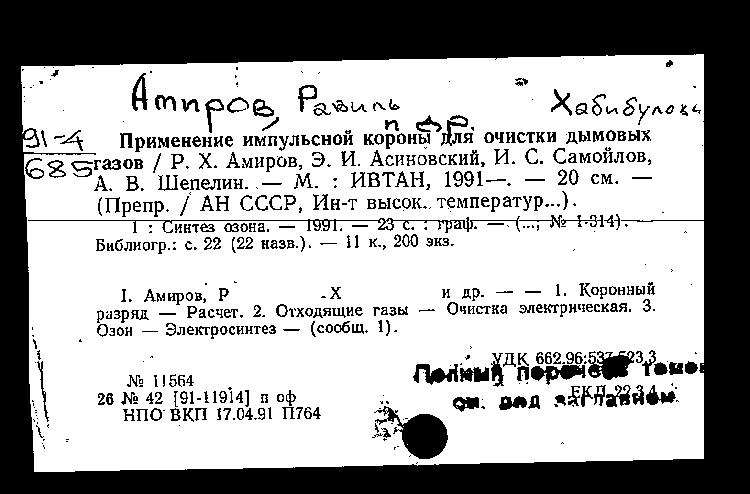 Амиров, Равиль Хабибулови
и др.
91-4
685
Применение импульсной короны для очистки дымовых
газов / Р. Х. Амиров, Э. И. Асиновский, И. С. Самойлов,
А. В. Шепелин. — М. : ИВТАН, 1991—. — 20 см. —
(Препр. / АН СССР, Ин-т высок. температур...).
1 : Синтез озона. — 1991. — 23 с. : граф. — (...; № 1-314). —
Библиогр.: с. 22 (22 назв.). — 11 к., 200 экз.
I. Амиров, Р .Х и др. — — 1. Коронный
разряд — Расчет. 2. Отходящие газы — Очистка электрическая. 3.
Озон — Электросинтез — (сообщ. 1).
УДК 662.96:537.523.3
Полный перечень томов
№ 11564
ЕКЛ 22.3.4
26 № 42 [91-11914] п оф
см. под заглавием
НПО ВКП 17.04.91 П764